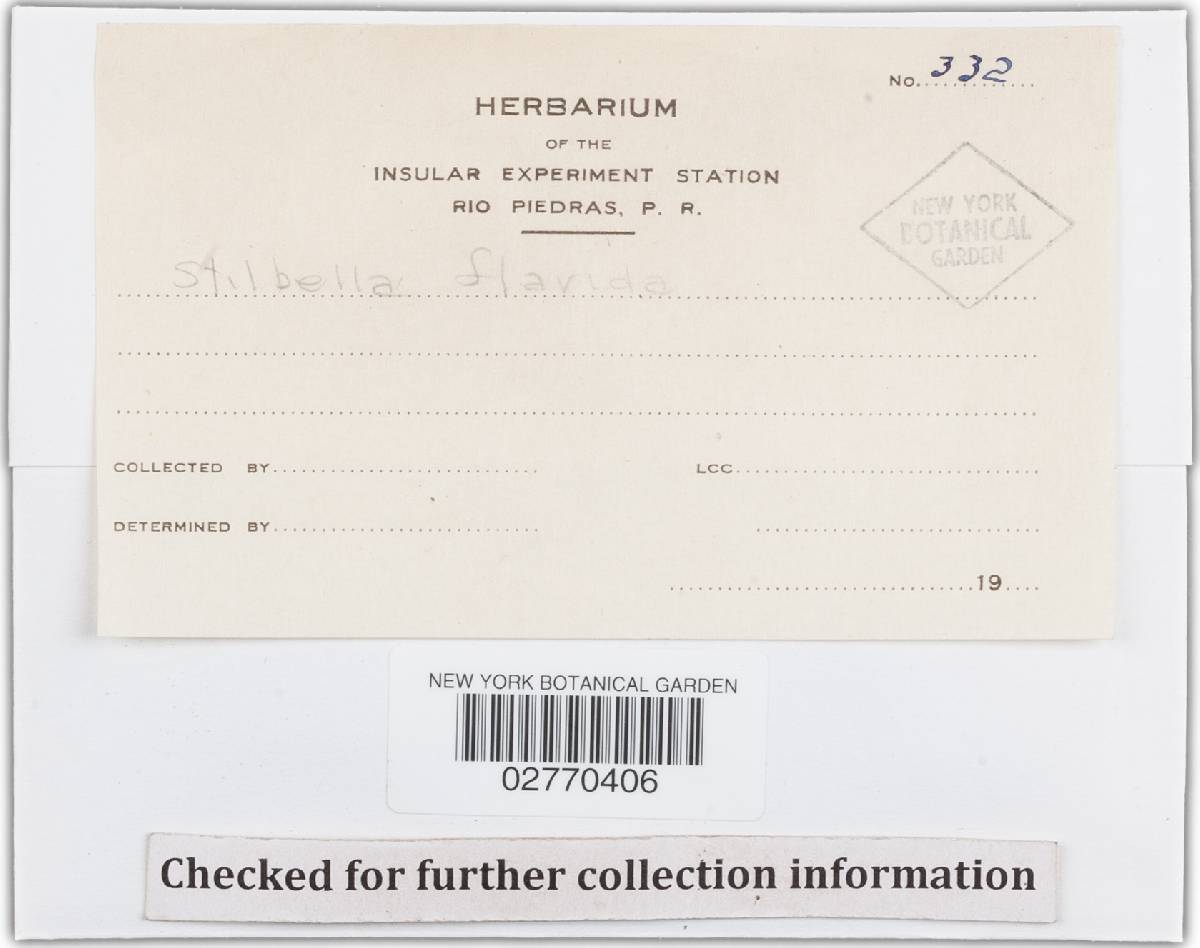 No. 332
HERBARIUM
OF THE
INSULAR EXPERIMENT STATION
RIO PIEDRAS, P. R.
NEW YORK
BOTANICAL
GARDEN
Stilbella flavida
COLLECTED BY
LCC
DETERMINED BY
19
NEW YORK BOTANICAL GARDEN
02770406
Checked for further collection information